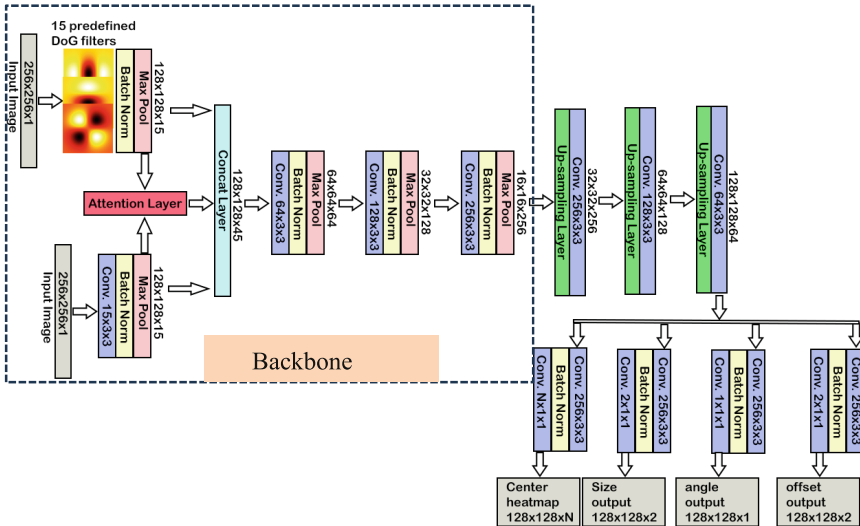 15 predefined
DoG filters
256x256x1
Input Image
Batch Norm
Max Pool
128x128x15
Attention Layer
256x256x1
Input Image
Conv. 15x3x3
Batch Norm
Max Pool
128x128x15
Concat Layer
128x128x45
Conv. 64x3x3
Batch Norm
Max Pool
64x64x64
Conv. 128x3x3
Batch Norm
Max Pool
32x32x128
Conv. 256x3x3
Batch Norm
Max Pool
16x16x256
Up-sampling Layer
Conv. 256x3x3
32x32x256
Up-sampling Layer
Conv. 128x3x3
64x64x128
Up-sampling Layer
Conv. 64x3x3
128x128x64
Backbone
Conv. Nx1x1
Batch Norm
Conv. 256x3x3
Conv. 2x1x1
Batch Norm
Conv. 256x3x3
Conv. 1x1x1
Batch Norm
Conv. 256x3x3
Conv. 2x1x1
Batch Norm
Conv. 256x3x3
Center
heatmap
128x128xN
Size
output
128x128x2
angle
output
128x128x1
offset
output
128x128x2